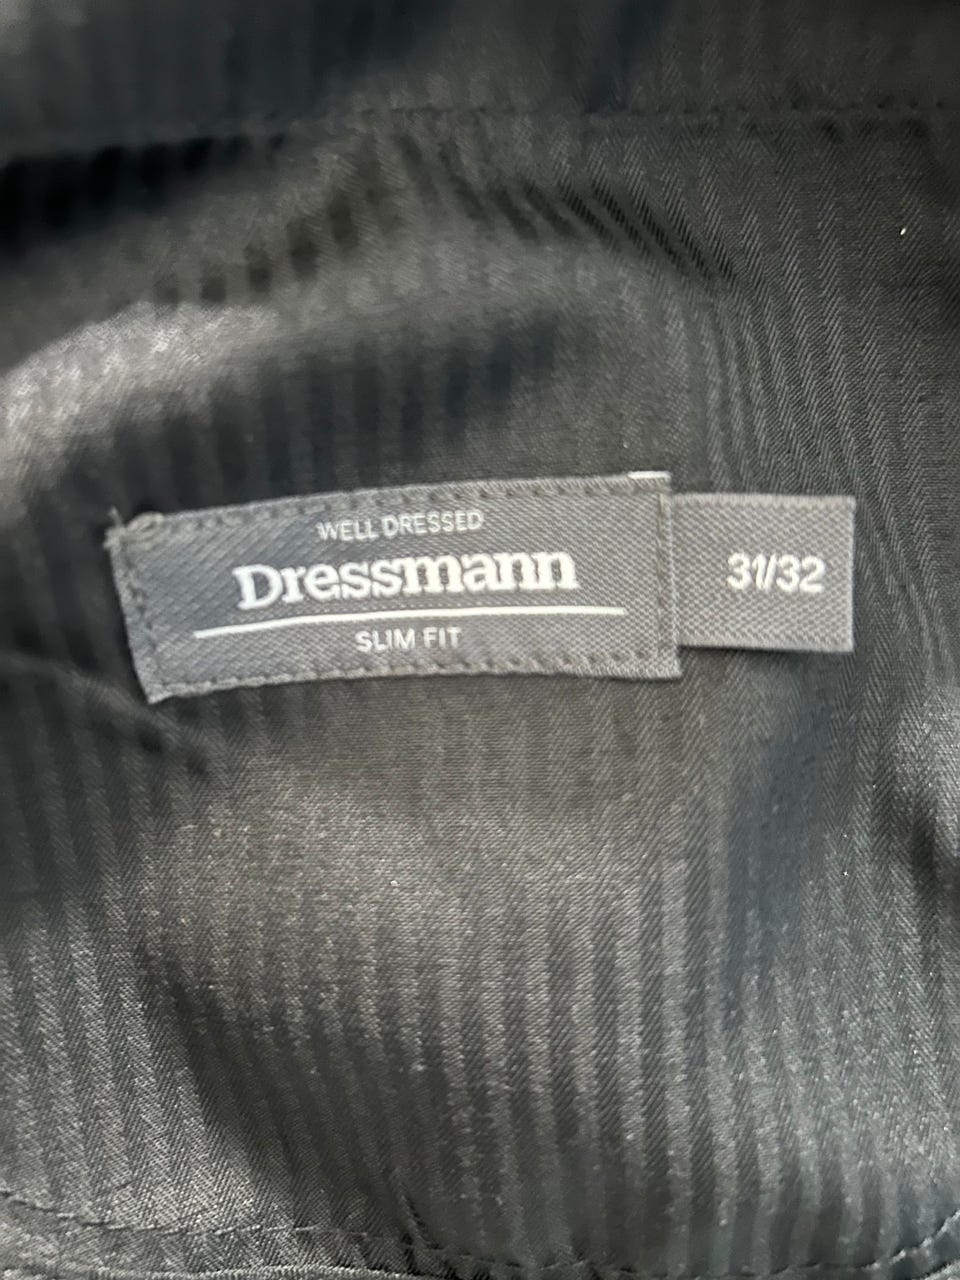 WELL DRESSED
Dressmann
SLIM FIT
31/32